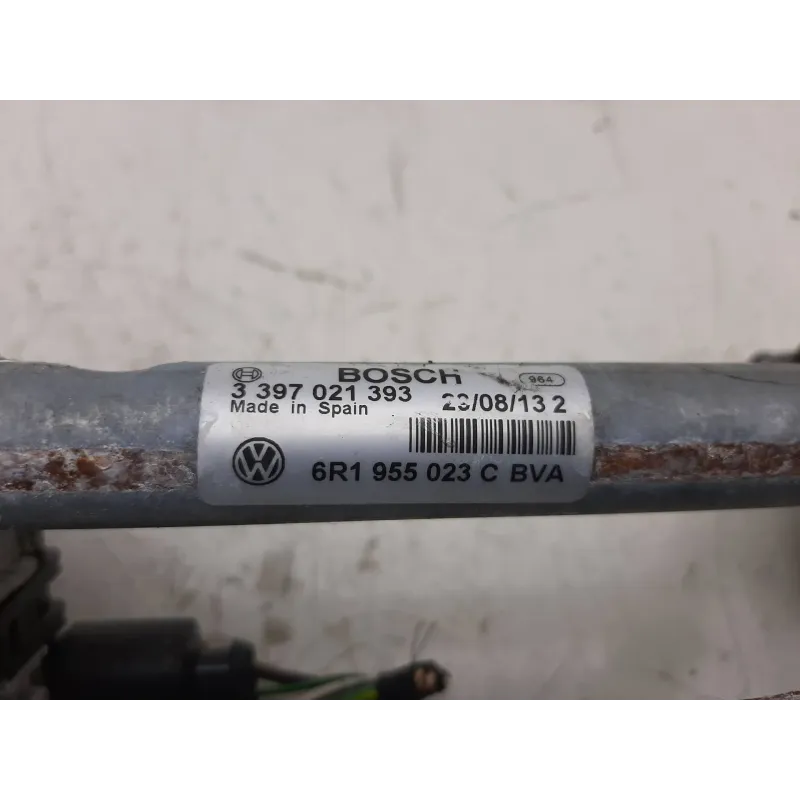 BOSCH 964
3 397 021 393 23/08/13 2
Made in Spain
6R1 955 023 C BVA